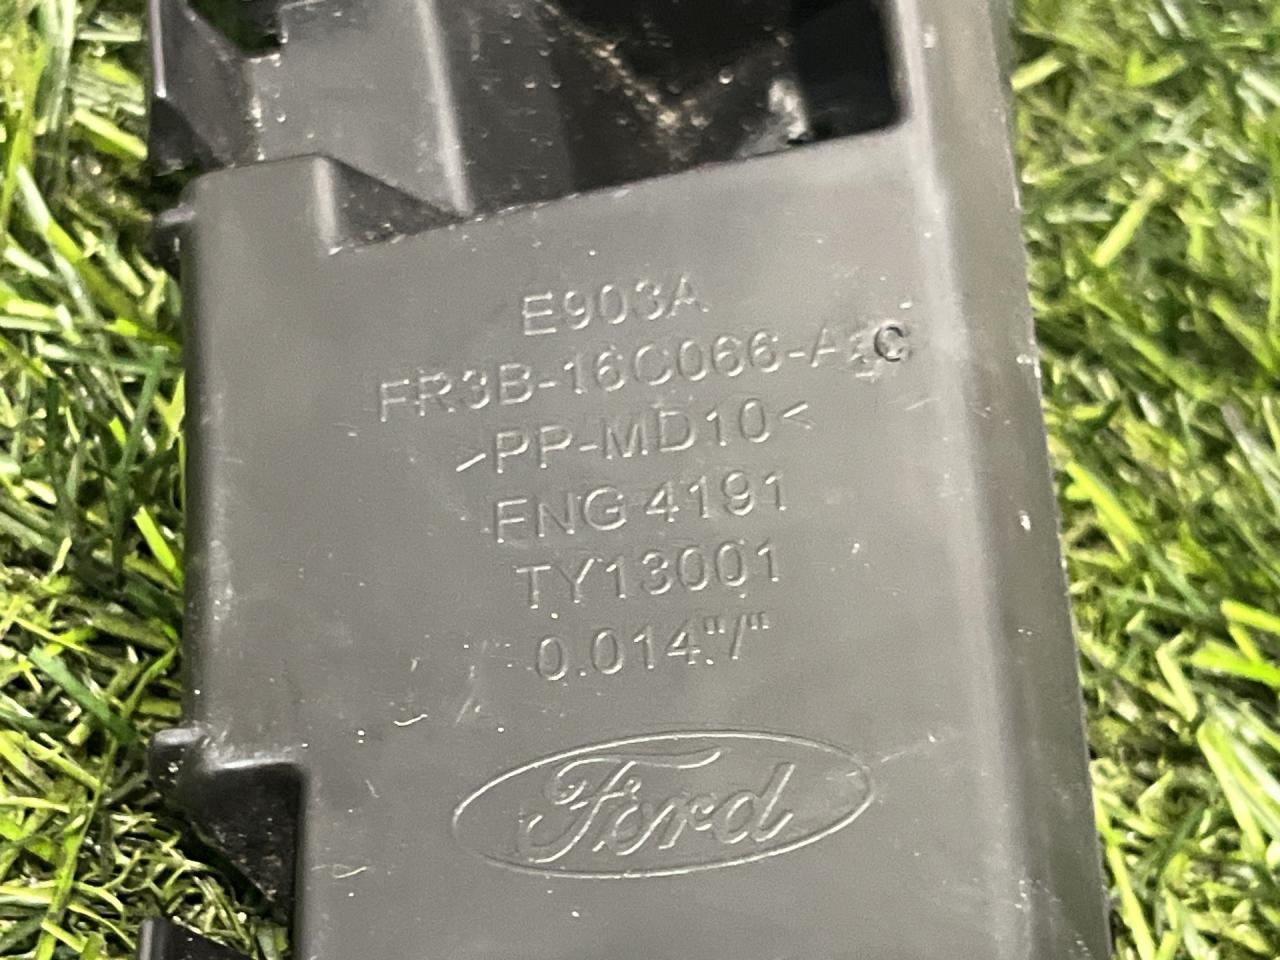 E903A
FR3B-16C066-A C
>PP-MD10<
FNG 4191
TY13001
0.014"/"
Ford